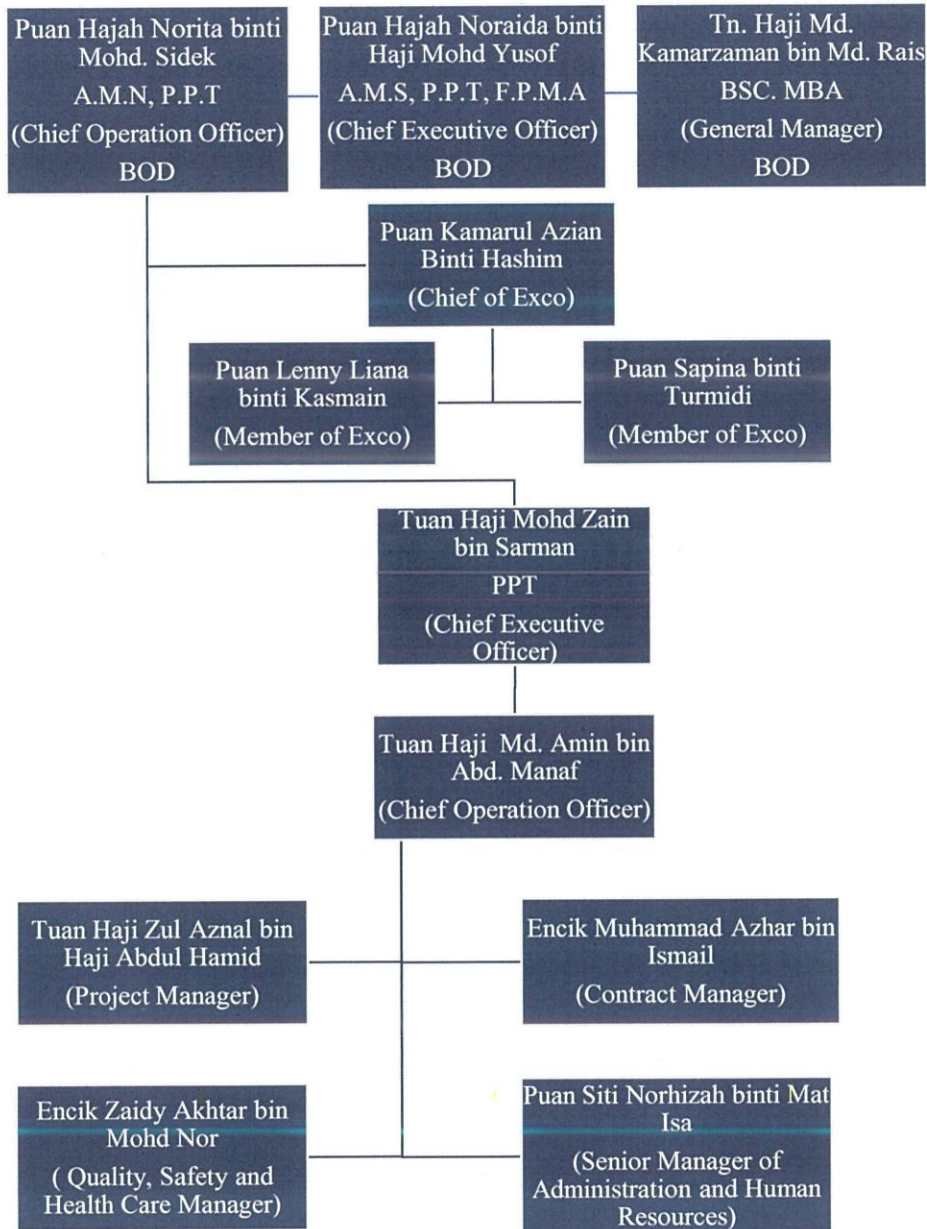 Puan Hajah Norita binti
Mohd. Sidek
A.M.N, P.P.T
(Chief Operation Officer)
BOD
Puan Hajah Noraida binti
Haji Mohd Yusof
A.M.S, P.P.T, F.P.M.A
(Chief Executive Officer)
BOD
Tn. Haji Md.
Kamarzaman bin Md. Rais
BSC. MBA
(General Manager)
BOD
Puan Kamarul Azian
Binti Hashim
(Chief of Exco)
Puan Lenny Liana
binti Kasmain
(Member of Exco)
Puan Sapina binti
Turmidi
(Member of Exco)
Tuan Haji Mohd Zain
bin Sarman
PPT
(Chief Executive
Officer)
Tuan Haji Md. Amin bin
Abd. Manaf
(Chief Operation Officer)
Tuan Haji Zul Aznal bin
Haji Abdul Hamid
(Project Manager)
Encik Muhammad Azhar bin
Ismail
(Contract Manager)
Encik Zaidy Akhtar bin
Mohd Nor
( Quality, Safety and
Health Care Manager)
Puan Siti Norhizah binti Mat
Isa
(Senior Manager of
Administration and Human
Resources)